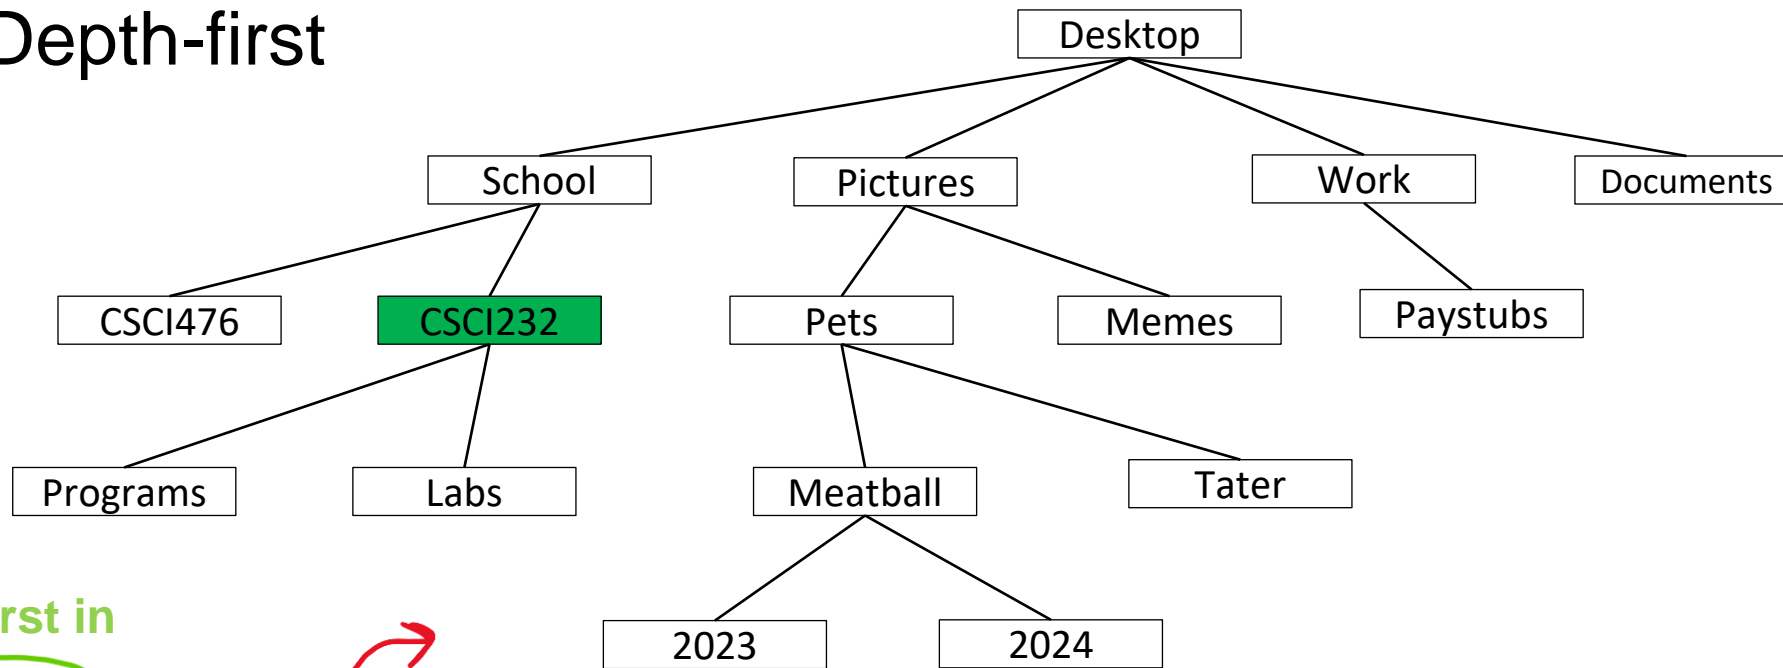 Depth-first
Desktop
School
Pictures
Work
Documents
CSCI476
CSCI232
Pets
Memes
Paystubs
Programs
Labs
Meatball
Tater
rst in
2023
2024